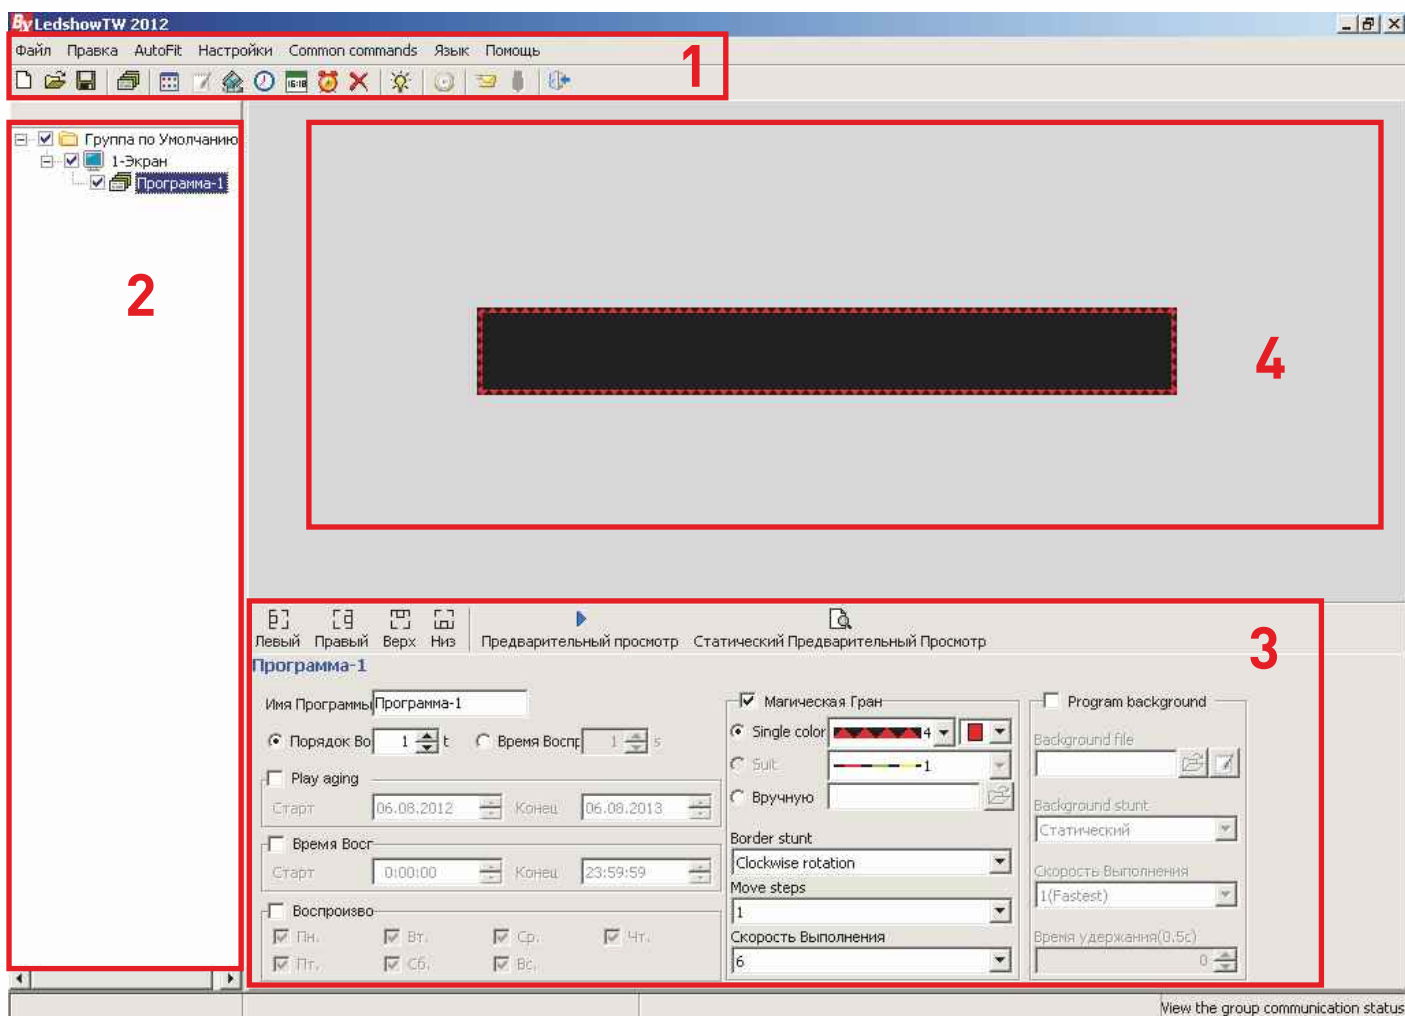 By LedshowTW 2012
Файл Правка AutoFit Настройки Common commands Язык Помощь
1
16:18
Группа по Умолчанию
1-Экран
Программа-1
2
4
Левый Правый Верх Низ Предварительный просмотр Статический Предварительный Просмотр
3
Программа-1
Имя Программы Программа-1
Порядок Во 1 t Время Воспр 1 s
Play aging
Старт 06.08.2012 Конец 06.08.2013
Время Восг
Старт 0:00:00 Конец 23:59:59
Воспроизво
Пн. Вт. Ср. Чт.
Пт. Сб. Вс.
Магическая Гран
Single color 4
Suit 1
Вручную
Border stunt
Clockwise rotation
Move steps
1
Скорость Выполнения
6
Program background
Background file
Background stunt
Статический
Скорость Выполнения
1(Fastest)
Время удержания(0.5с)
0
View the group communication status